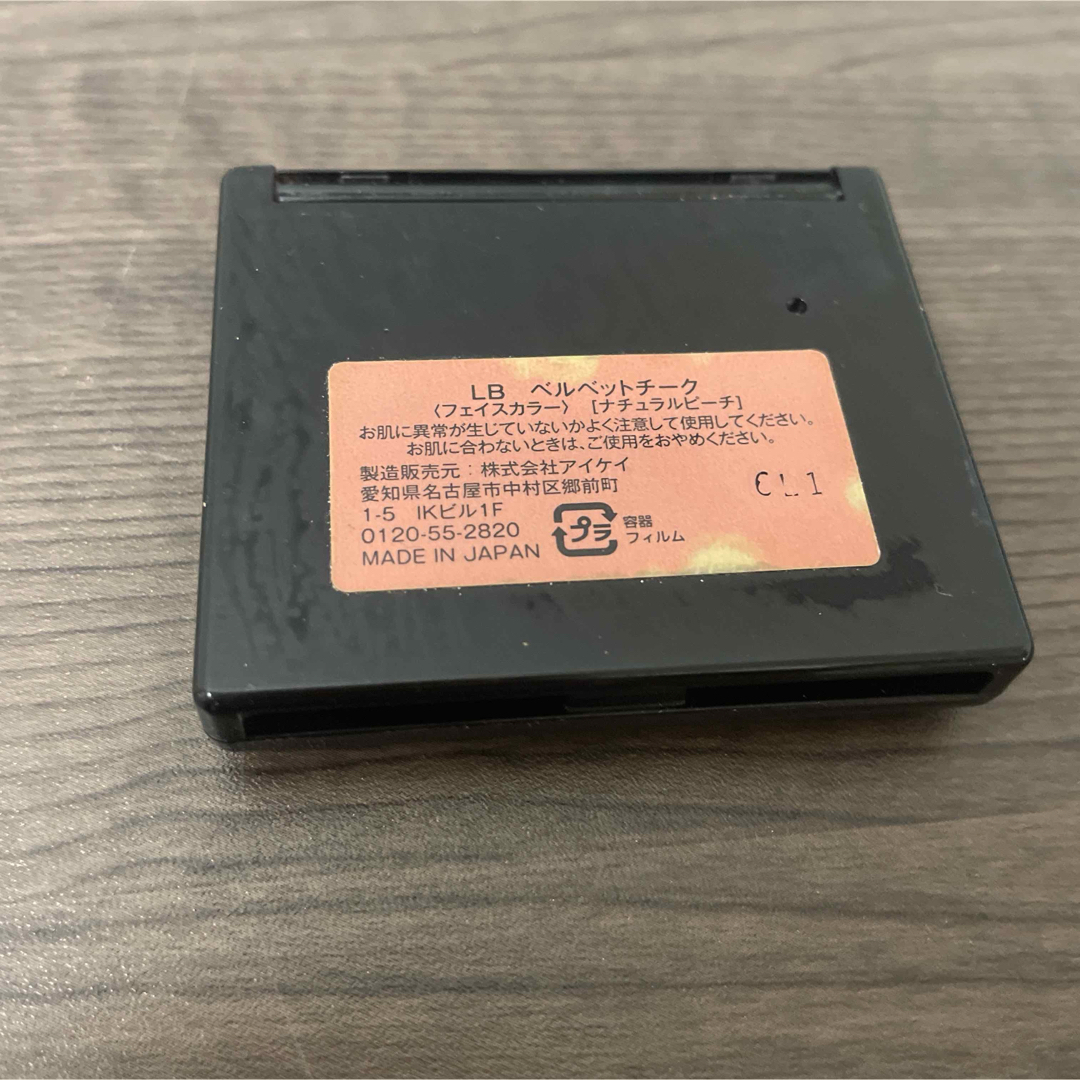 LB ベルベットチーク
〈フェイスカラー〉 [ナチュラルピーチ]
お肌に異常が生じていないかよく注意して使用してください。
お肌に合わないときは、ご使用をおやめください。
製造販売元：株式会社アイケイ
愛知県名古屋市中村区郷前町
1-5 IKビル1F
0120-55-2820
MADE IN JAPAN
プラ
容器
フィルム